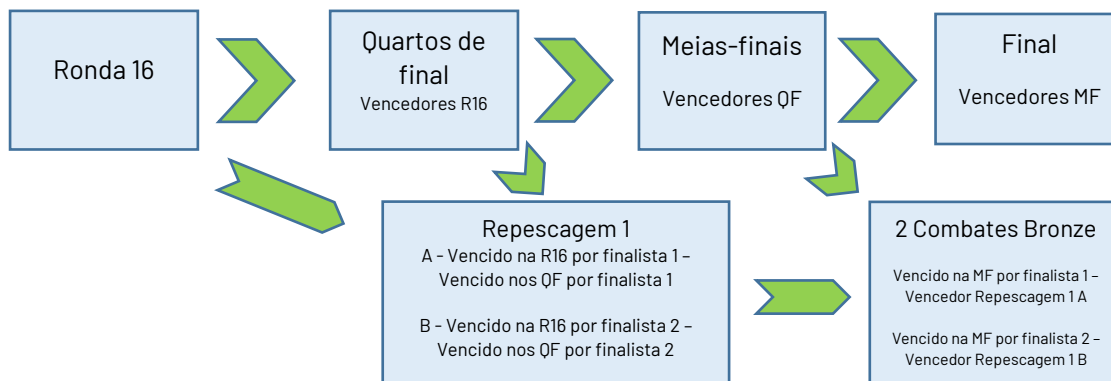 Ronda 16
Quartos de
final
Vencedores R16
Meias-finais
Vencedores QF
Final
Vencedores MF
Repescagem 1
A - Vencido na R16 por finalista 1 –
Vencido nos QF por finalista 1
B - Vencido na R16 por finalista 2 –
Vencido nos QF por finalista 2
2 Combates Bronze
Vencido na MF por finalista 1 –
Vencedor Repescagem 1 A
Vencido na MF por finalista 2 –
Vencedor Repescagem 1 B